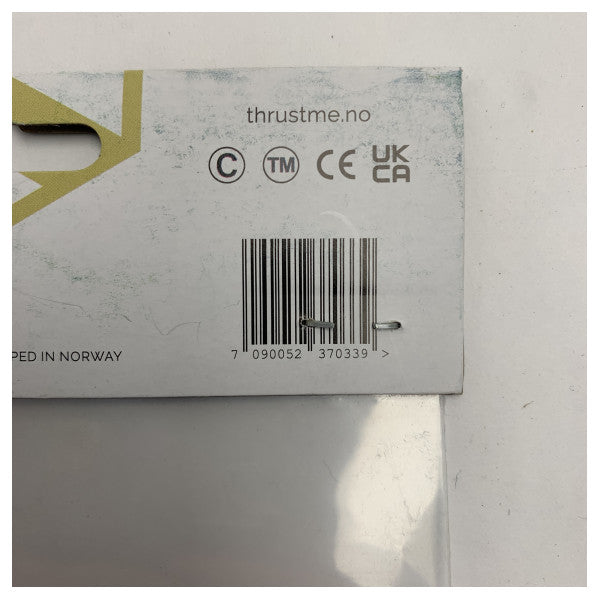 thrustme.no
© TM CE UK
CA
PED IN NORWAY
7 090052 370339 >